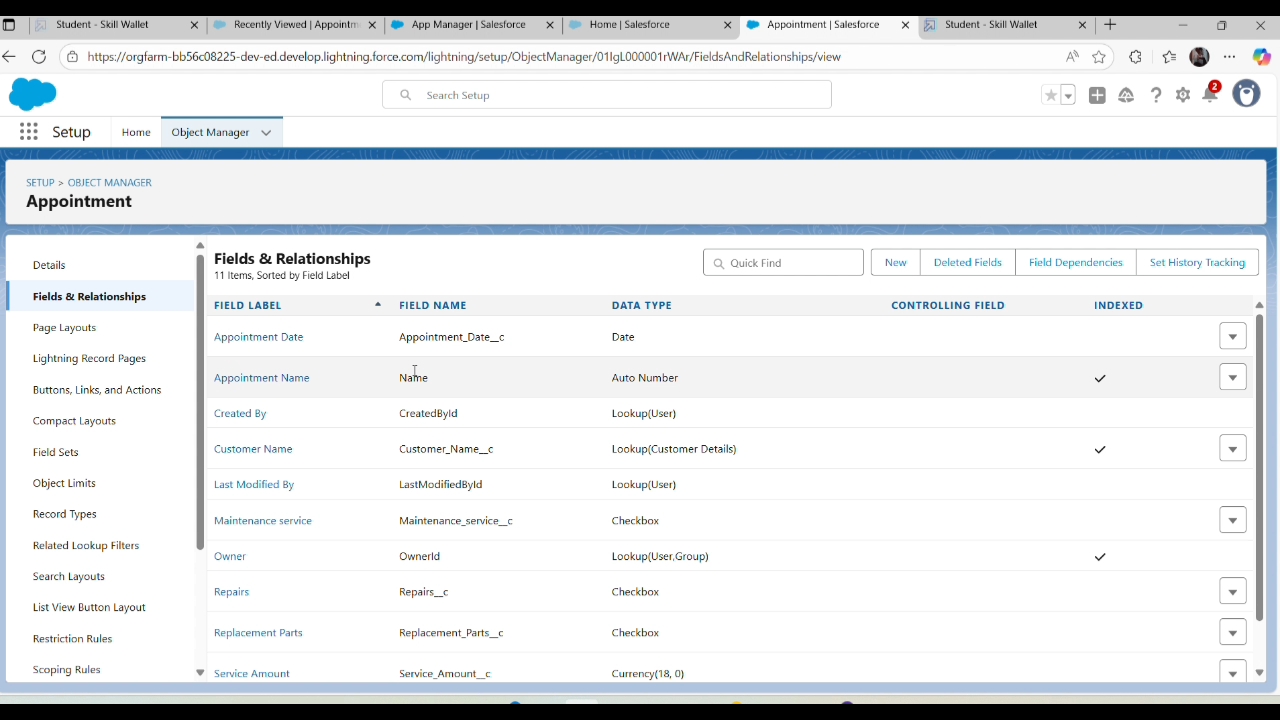 Student - Skill Wallet
Recently Viewed | Appointm
App Manager | Salesforce
Home | Salesforce
Appointment | Salesforce
Student - Skill Wallet
https://orgfarm-bb56c08225-dev-ed.develop.lightning.force.com/lightning/setup/ObjectManager/01IgL000001rWAr/FieldsAndRelationships/view
Search Setup
2
Setup
Home
Object Manager
SETUP > OBJECT MANAGER
Appointment
Details
Fields & Relationships
Page Layouts
Lightning Record Pages
Buttons, Links, and Actions
Compact Layouts
Field Sets
Object Limits
Record Types
Related Lookup Filters
Search Layouts
List View Button Layout
Restriction Rules
Scoping Rules
Fields & Relationships
11 Items, Sorted by Field Label
Quick Find
New
Deleted Fields
Field Dependencies
Set History Tracking
FIELD LABEL FIELD NAME DATA TYPE CONTROLLING FIELD INDEXED
Appointment Date Appointment_Date__c Date
Appointment Name Name Auto Number
Created By CreatedById Lookup(User)
Customer Name Customer_Name__c Lookup(Customer Details)
Last Modified By LastModifiedById Lookup(User)
Maintenance service Maintenance_service__c Checkbox
Owner OwnerId Lookup(User,Group)
Repairs Repairs__c Checkbox
Replacement Parts Replacement_Parts__c Checkbox
Service Amount Service_Amount__c Currency(18, 0)